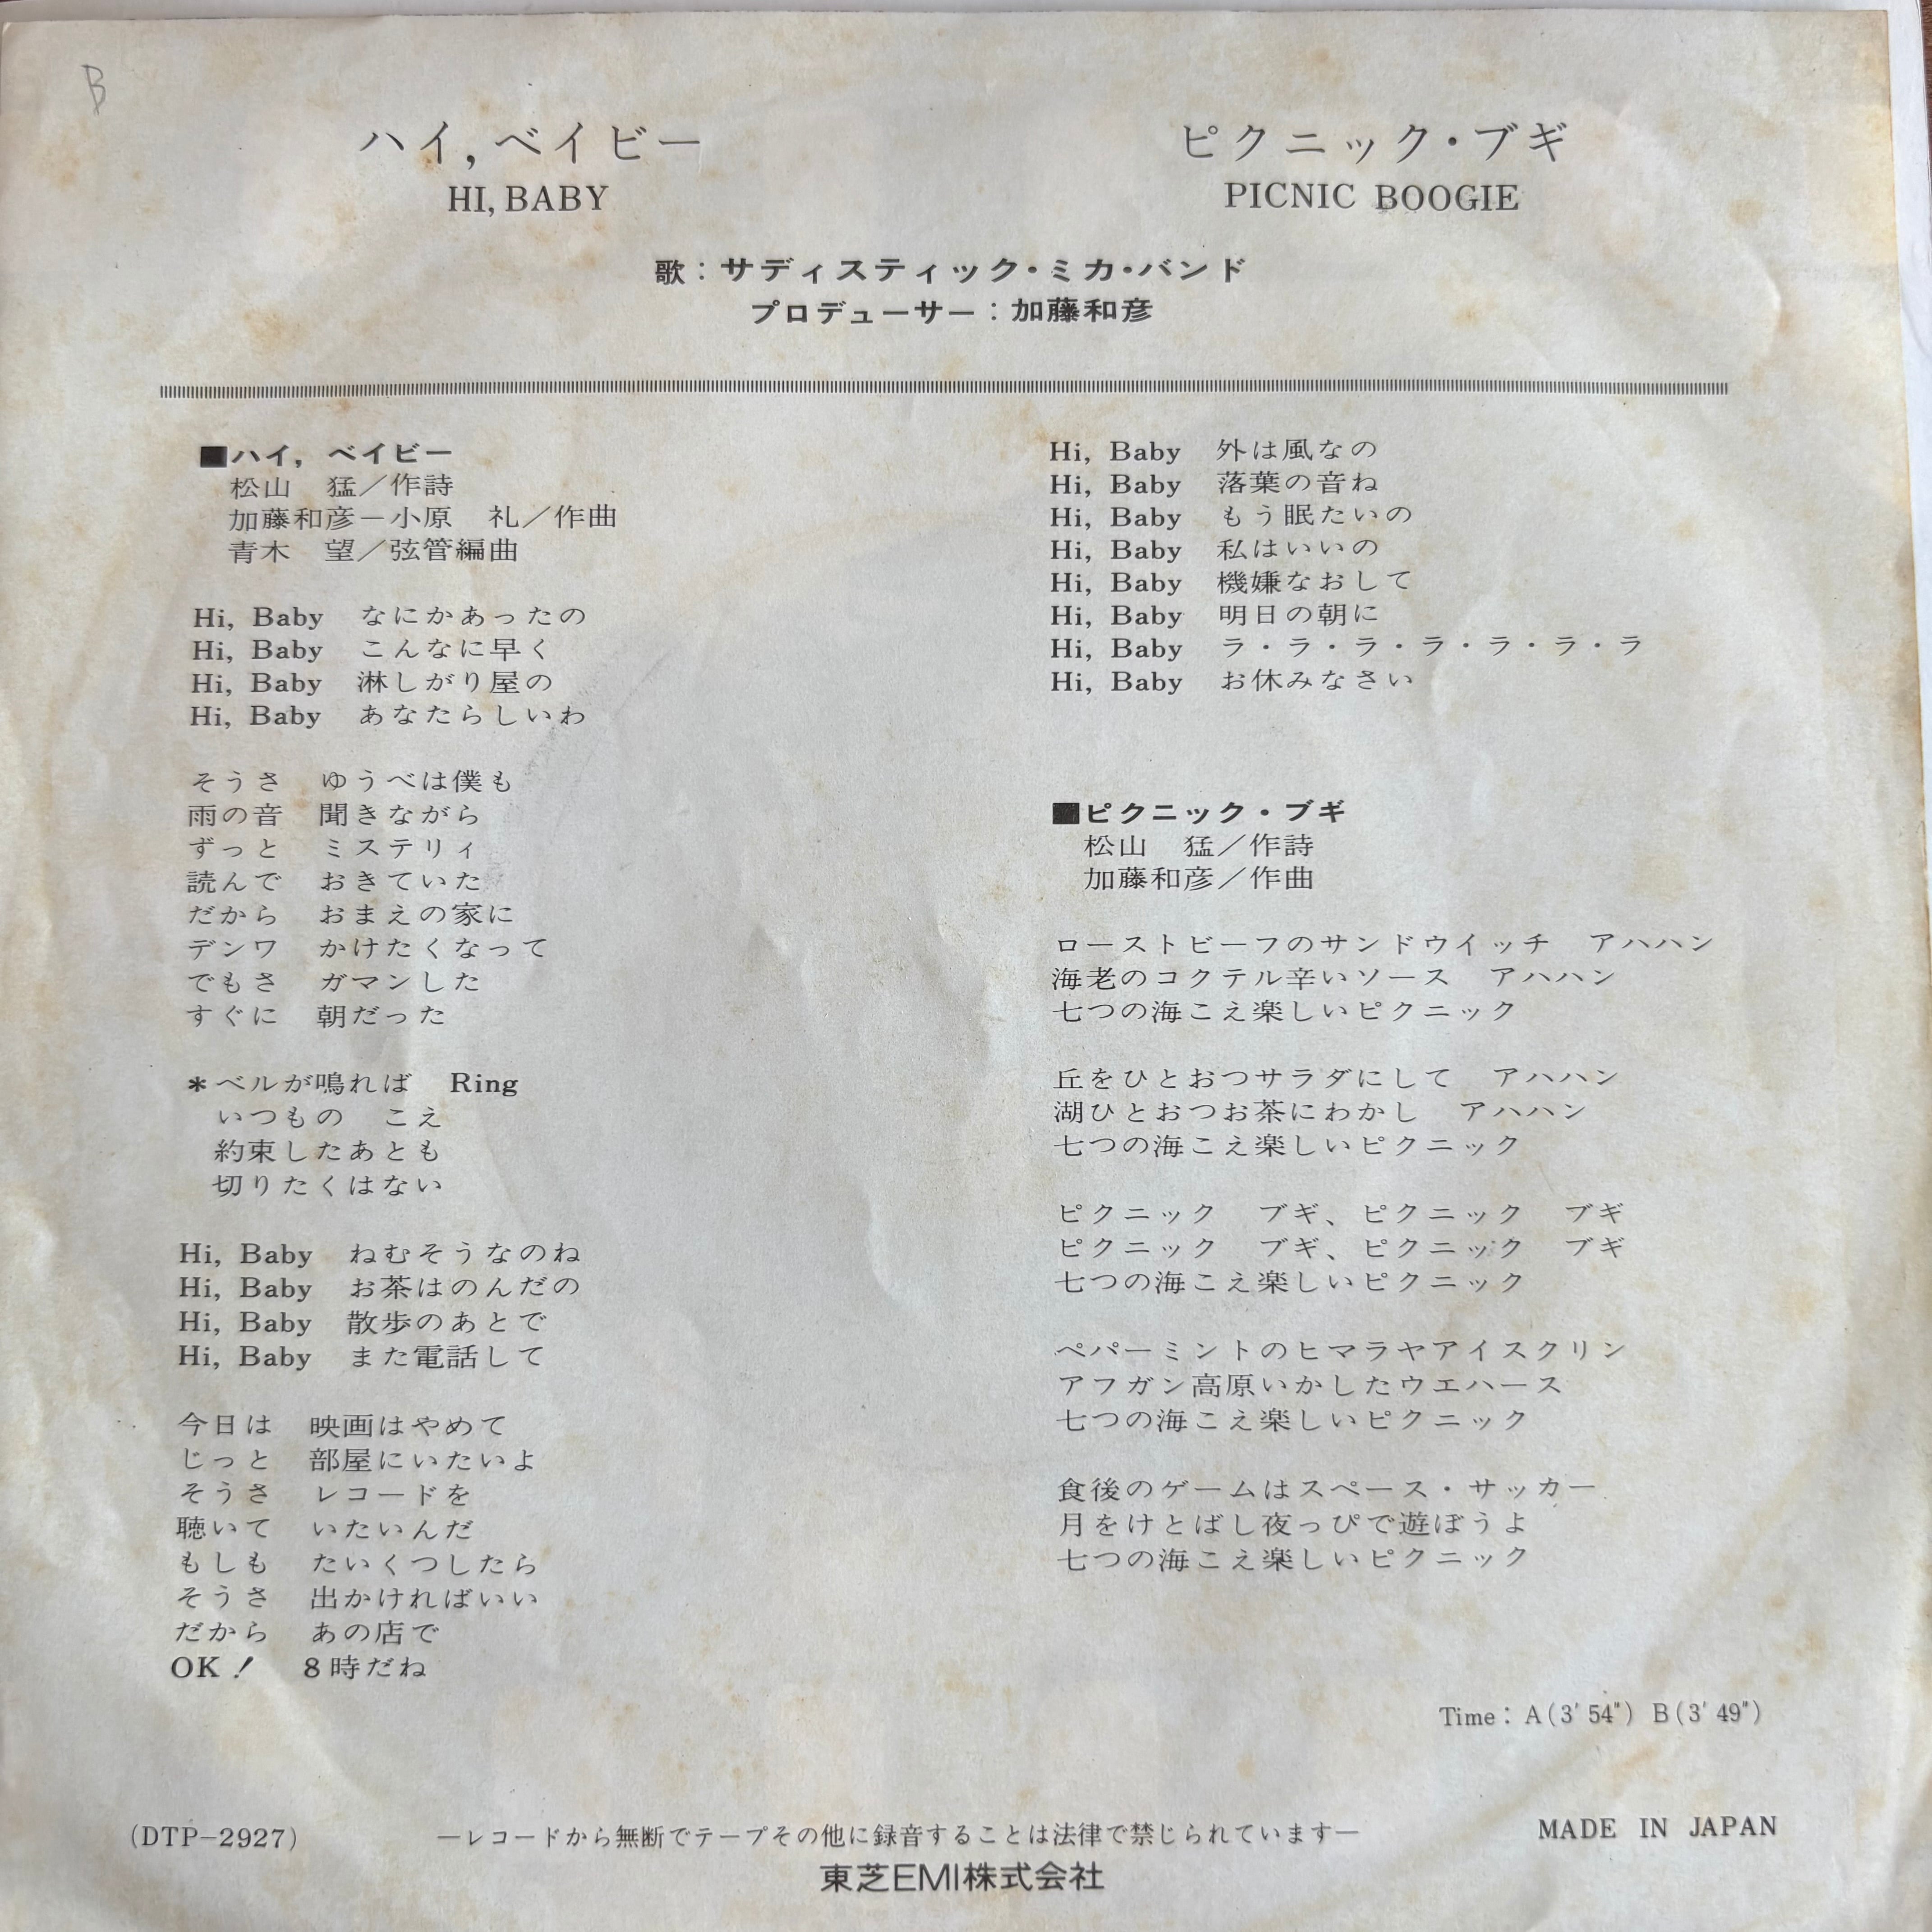 B
ハイ，ベイビー
HI, BABY
ピクニック・ブギ
PICNIC BOOGIE
歌：サディスティック・ミカ・バンド
プロデューサー：加藤和彦
■ハイ，ベイビー
松山　猛／作詩
加藤和彦－小原　礼／作曲
青木　望／弦管編曲
Hi, Baby　なにかあったの
Hi, Baby　こんなに早く
Hi, Baby　淋しがり屋の
Hi, Baby　あなたらしいわ
そうさ　ゆうべは僕も
雨の音　聞きながら
ずっと　ミステリィ
読んで　おきていた
だから　おまえの家に
デンワ　かけたくなって
でもさ　ガマンした
すぐに　朝だった
＊ベルが鳴れば　Ring
いつもの　こえ
約束したあとも
切りたくはない
Hi, Baby　ねむそうなのね
Hi, Baby　お茶はのんだの
Hi, Baby　散歩のあとで
Hi, Baby　また電話して
今日は　映画はやめて
じっと　部屋にいたいよ
そうさ　レコードを
聴いて　いたいんだ
もしも　たいくつしたら
そうさ　出かければいい
だから　あの店で
OK！　8時だね
Hi, Baby　外は風なの
Hi, Baby　落葉の音ね
Hi, Baby　もう眠たいの
Hi, Baby　私はいいの
Hi, Baby　機嫌なおして
Hi, Baby　明日の朝に
Hi, Baby　ラ・ラ・ラ・ラ・ラ・ラ・ラ
Hi, Baby　お休みなさい
■ピクニック・ブギ
松山　猛／作詩
加藤和彦／作曲
ローストビーフのサンドウイッチ　アハハン
海老のコクテル辛いソース　アハハン
七つの海こえ楽しいピクニック
丘をひとおつサラダにして　アハハン
湖ひとおつお茶にわかし　アハハン
七つの海こえ楽しいピクニック
ピクニック　ブギ、ピクニック　ブギ
ピクニック　ブギ、ピクニック　ブギ
七つの海こえ楽しいピクニック
ペパーミントのヒマラヤアイスクリン
アフガン高原いかしたウエハース
七つの海こえ楽しいピクニック
食後のゲームはスペース・サッカー
月をけとばし夜っぴで遊ぼうよ
七つの海こえ楽しいピクニック
Time：A(3′54″)　B(3′49″)
(DTP-2927)
―レコードから無断でテープその他に録音することは法律で禁じられています―
MADE IN JAPAN
東芝EMI株式会社